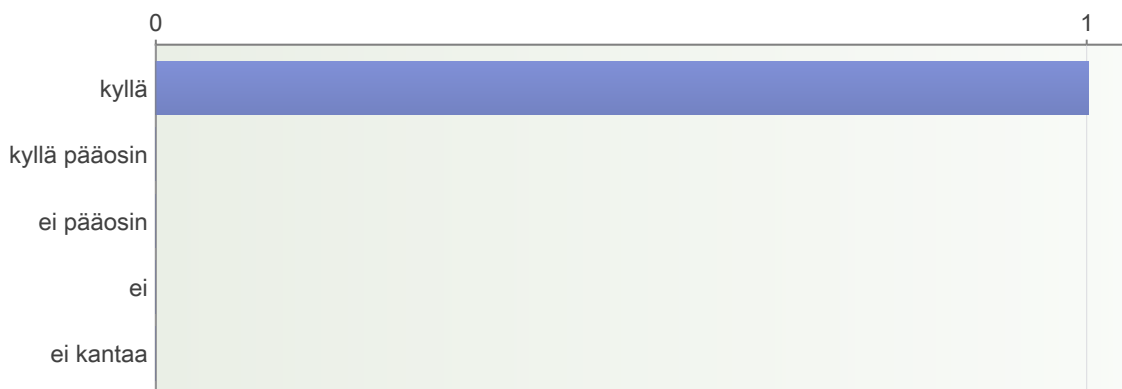 0 1
kyllä
kyllä pääosin
ei pääosin
ei
ei kantaa